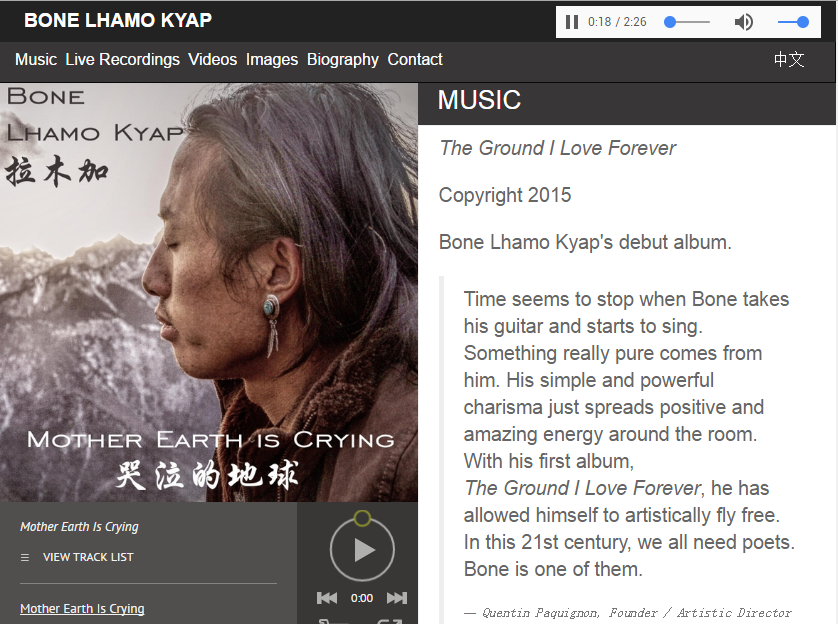 BONE LHAMO KYAP
0:18 / 2:26
Music Live Recordings Videos Images Biography Contact
中文
BONE
LHAMO KYAP
拉木加
MOTHER EARTH IS CRYING
哭泣的地球
Mother Earth Is Crying
VIEW TRACK LIST
Mother Earth Is Crying
0:00
MUSIC
The Ground I Love Forever
Copyright 2015
Bone Lhamo Kyap's debut album.
Time seems to stop when Bone takes
his guitar and starts to sing.
Something really pure comes from
him. His simple and powerful
charisma just spreads positive and
amazing energy around the room.
With his first album,
The Ground I Love Forever, he has
allowed himself to artistically fly free.
In this 21st century, we all need poets.
Bone is one of them.
— Quentin Paquignon, Founder / Artistic Director